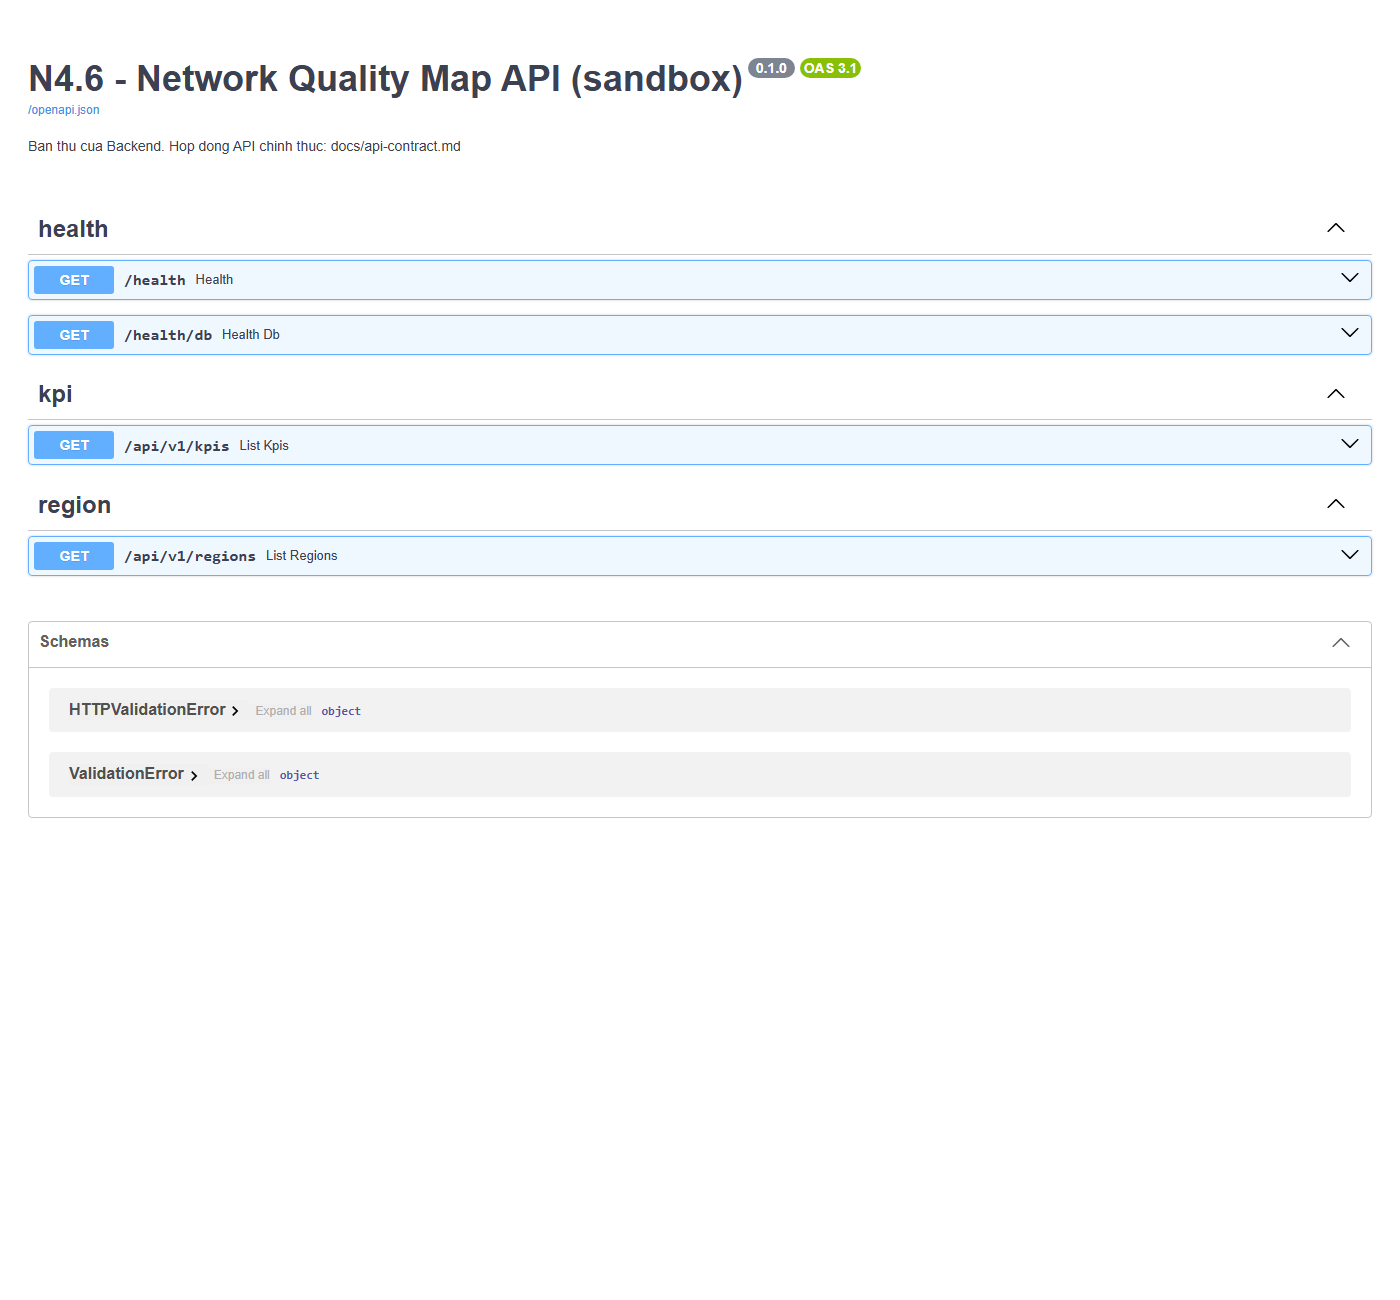 N4.6 - Network Quality Map API (sandbox) 0.1.0 OAS 3.1
/openapi.json
Ban thu cua Backend. Hop dong API chinh thuc: docs/api-contract.md
health
GET /health Health
GET /health/db Health Db
kpi
GET /api/v1/kpis List Kpis
region
GET /api/v1/regions List Regions
Schemas
HTTPValidationError Expand all object
ValidationError Expand all object